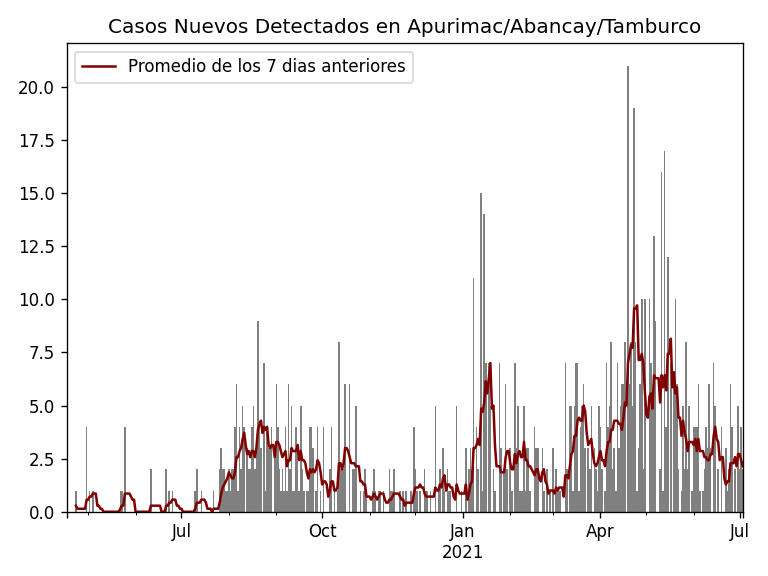 Casos Nuevos Detectados en Apurimac/Abancay/Tamburco
Promedio de los 7 dias anteriores
20.0
17.5
15.0
12.5
10.0
7.5
5.0
2.5
0.0
Jul
Oct
Jan
2021
Apr
Jul